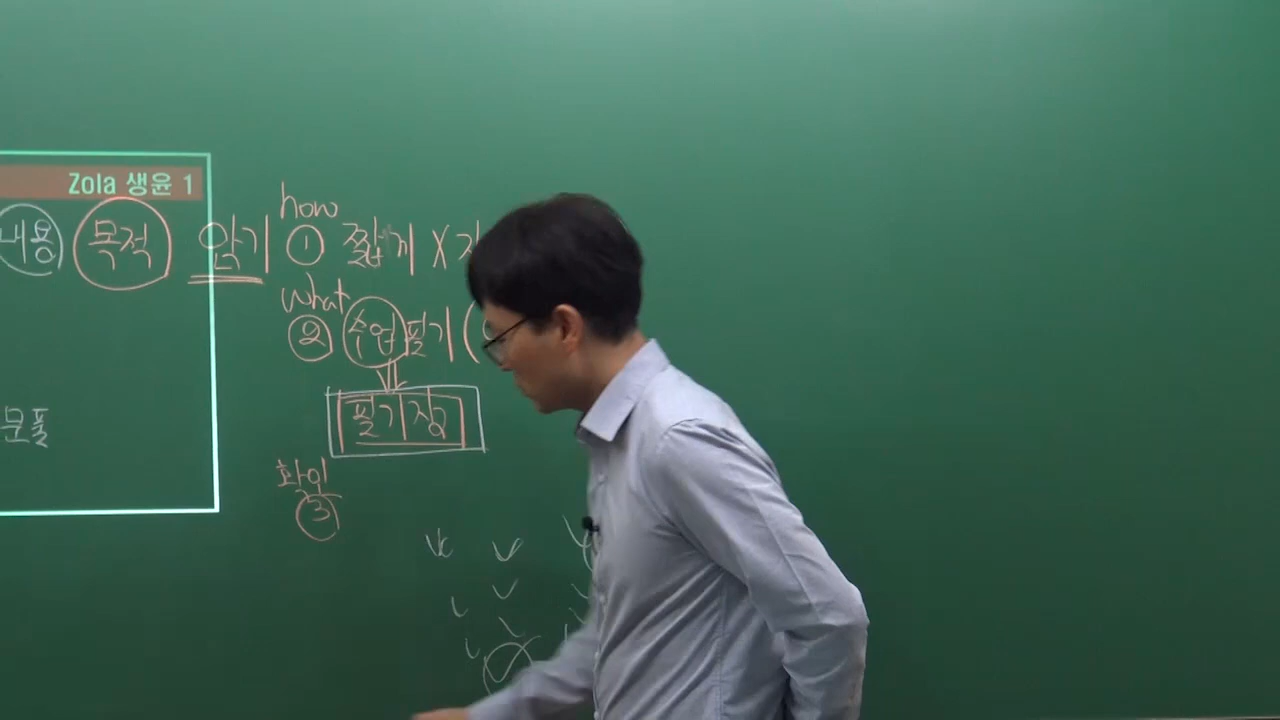 Zola 생윤 1
내용 목적 암기 how ① 짧게 X
what ② 수업필기(
필기장
문풀
확인 ③